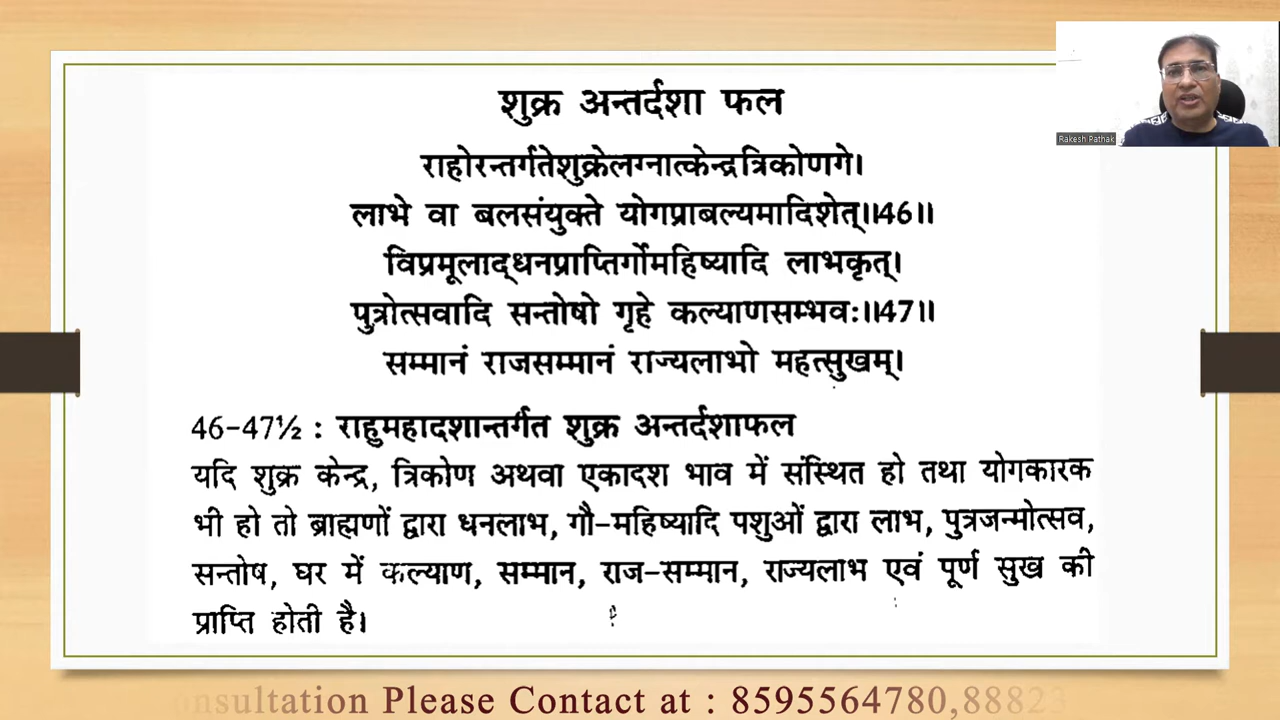 शुक्र अन्तर्दशा फल
राहोरन्तर्गतेशुक्रेलग्नात्केन्द्रत्रिकोणगे।
लाभे वा बलसंयुक्ते योगप्राबल्यमादिशेत्॥46॥
विप्रमूलाद्धनप्राप्तिर्गोमहिष्यादि लाभकृत्।
पुत्रोत्सवादि सन्तोषो गृहे कल्याणसम्भवः॥47॥
सम्मानं राजसम्मानं राज्यलाभो महत्सुखम्।
46-47½ : राहुमहादशान्तर्गत शुक्र अन्तर्दशाफल
यदि शुक्र केन्द्र, त्रिकोण अथवा एकादश भाव में संस्थित हो तथा योगकारक
भी हो तो ब्राह्मणों द्वारा धनलाभ, गौ-महिष्यादि पशुओं द्वारा लाभ, पुत्रजन्मोत्सव,
सन्तोष, घर में कल्याण, सम्मान, राज-सम्मान, राज्यलाभ एवं पूर्ण सुख की
प्राप्ति होती है।
Rakesh Pathak
onsultation Please Contact at : 8595564780,88823